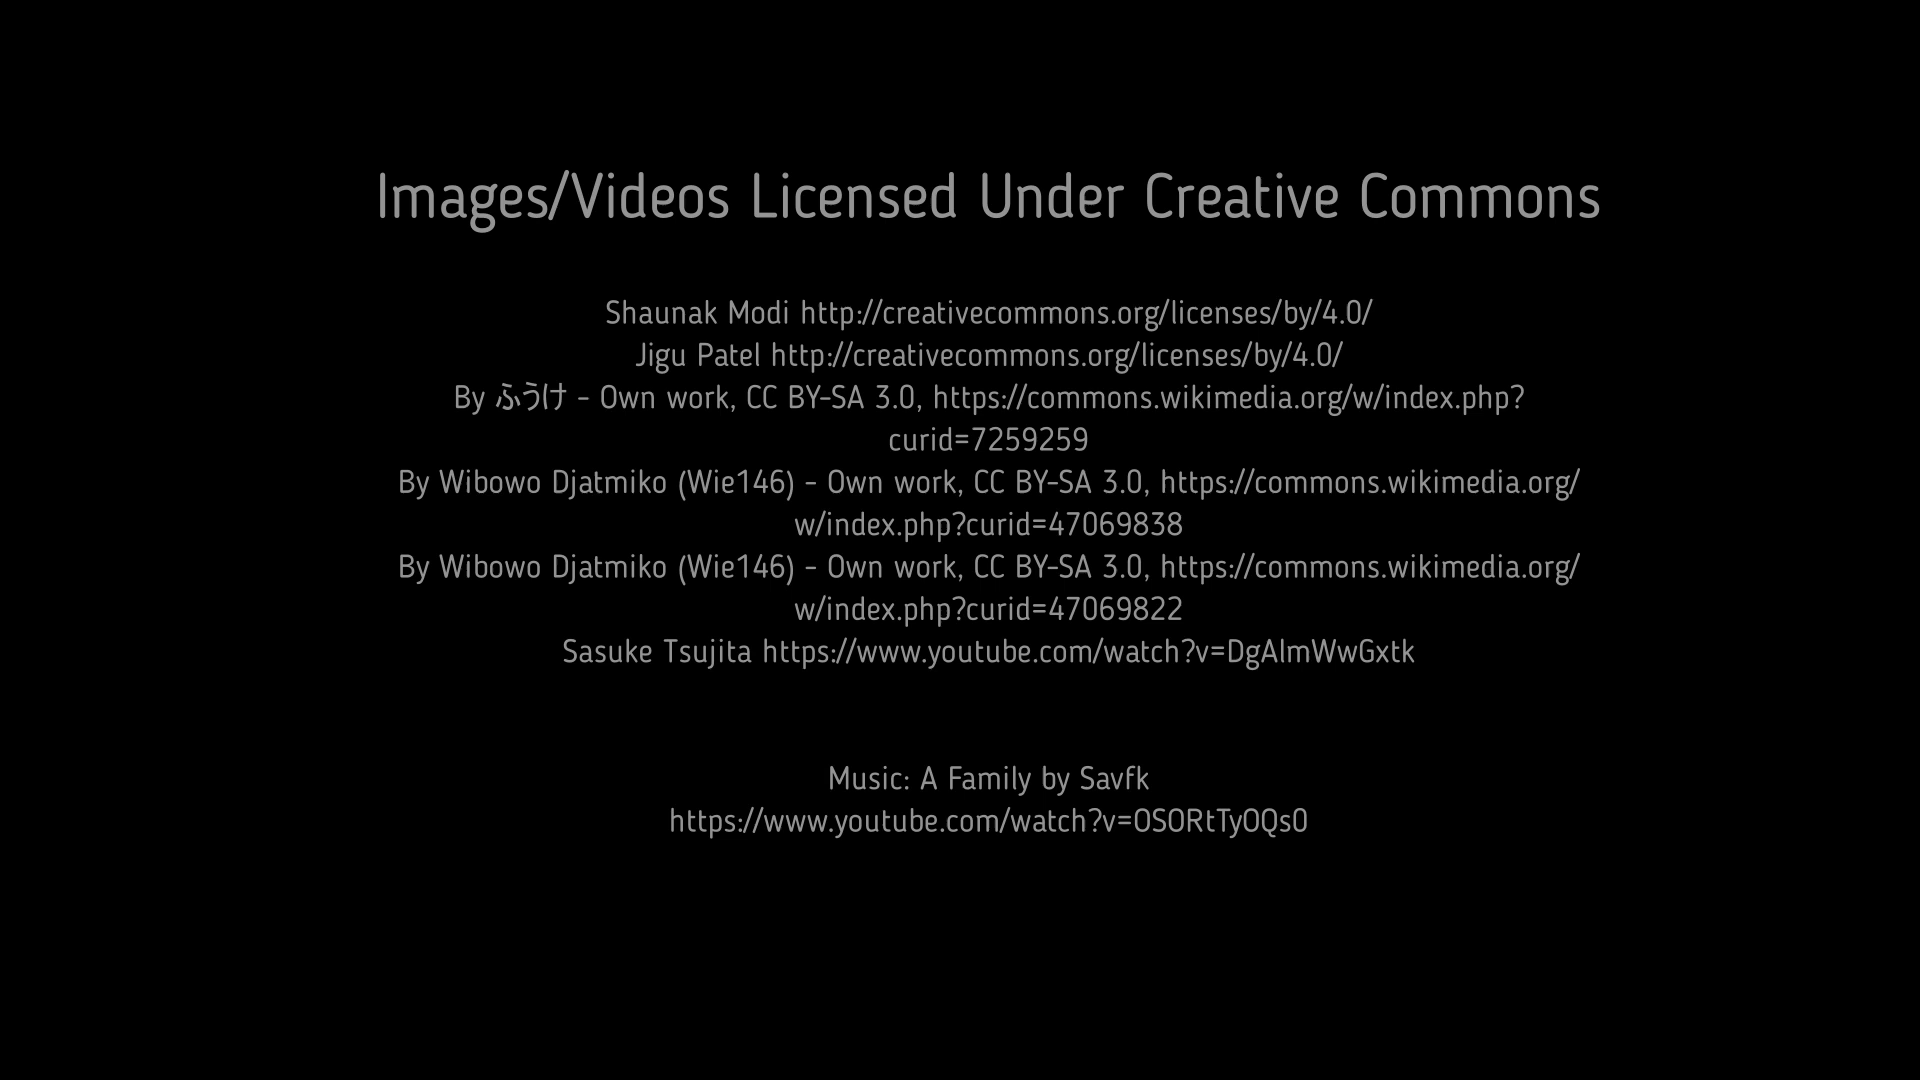 Images/Videos Licensed Under Creative Commons
Shaunak Modi http://creativecommons.org/licenses/by/4.0/
Jigu Patel http://creativecommons.org/licenses/by/4.0/
By ふうけ - Own work, CC BY-SA 3.0, https://commons.wikimedia.org/w/index.php?
curid=7259259
By Wibowo Djatmiko (Wie146) - Own work, CC BY-SA 3.0, https://commons.wikimedia.org/
w/index.php?curid=47069838
By Wibowo Djatmiko (Wie146) - Own work, CC BY-SA 3.0, https://commons.wikimedia.org/
w/index.php?curid=47069822
Sasuke Tsujita https://www.youtube.com/watch?v=DgAlmWwGxtk
Music: A Family by Savfk
https://www.youtube.com/watch?v=OSORtTyOQs0